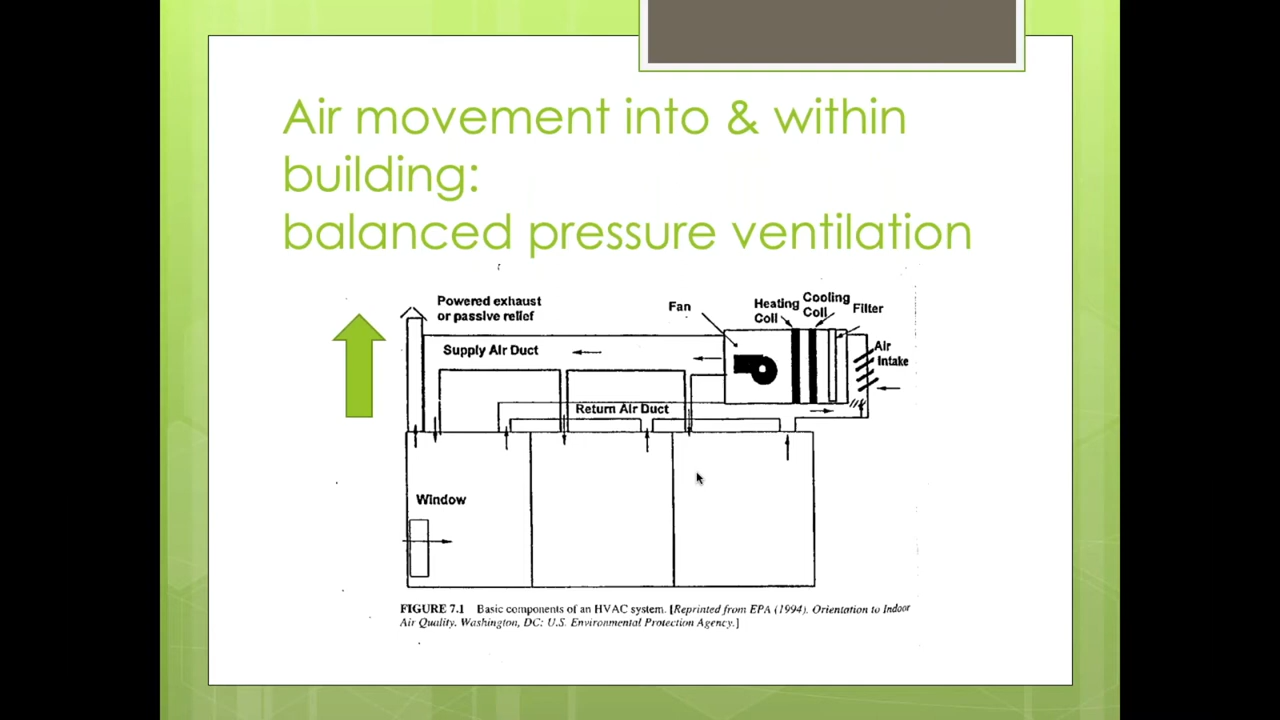 Air movement into & within
building:
balanced pressure ventilation
Powered exhaust
or passive relief
Fan
Heating
Coil
Cooling
Coil
Filter
Air
Intake
Supply Air Duct
Return Air Duct
Window
FIGURE 7.1 Basic components of an HVAC system. [Reprinted from EPA (1994). Orientation to Indoor
Air Quality. Washington, DC: U.S. Environmental Protection Agency.]